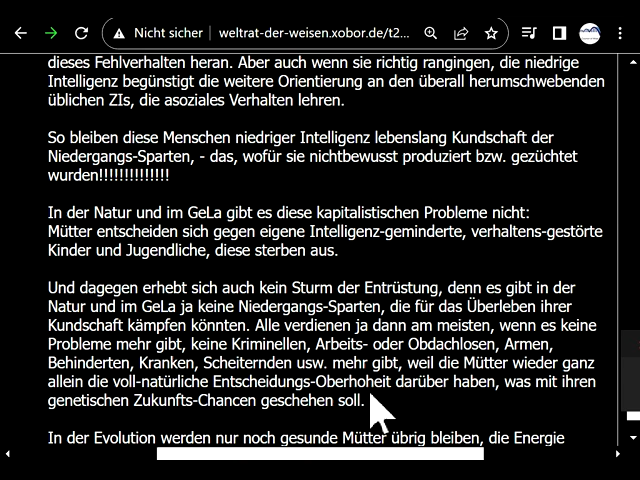 Nicht sicher | weltrat-der-weisen.xobor.de/t2...
dieses Fehlverhalten heran. Aber auch wenn sie richtig rangingen, die niedrige
Intelligenz begünstigt die weitere Orientierung an den überall herumschwebenden
üblichen ZIs, die asoziales Verhalten lehren.
So bleiben diese Menschen niedriger Intelligenz lebenslang Kundschaft der
Niedergangs-Sparten, - das, wofür sie nichtbewusst produziert bzw. gezüchtet
wurden!!!!!!!!!!!!!!
In der Natur und im GeLa gibt es diese kapitalistischen Probleme nicht:
Mütter entscheiden sich gegen eigene Intelligenz-geminderte, verhaltens-gestörte
Kinder und Jugendliche, diese sterben aus.
Und dagegen erhebt sich auch kein Sturm der Entrüstung, denn es gibt in der
Natur und im GeLa ja keine Niedergangs-Sparten, die für das Überleben ihrer
Kundschaft kämpfen könnten. Alle verdienen ja dann am meisten, wenn es keine
Probleme mehr gibt, keine Kriminellen, Arbeits- oder Obdachlosen, Armen,
Behinderten, Kranken, Scheiternden usw. mehr gibt, weil die Mütter wieder ganz
allein die voll-natürliche Entscheidungs-Oberhoheit darüber haben, was mit ihren
genetischen Zukunfts-Chancen geschehen soll.
In der Evolution werden nur noch gesunde Mütter übrig bleiben, die Energie